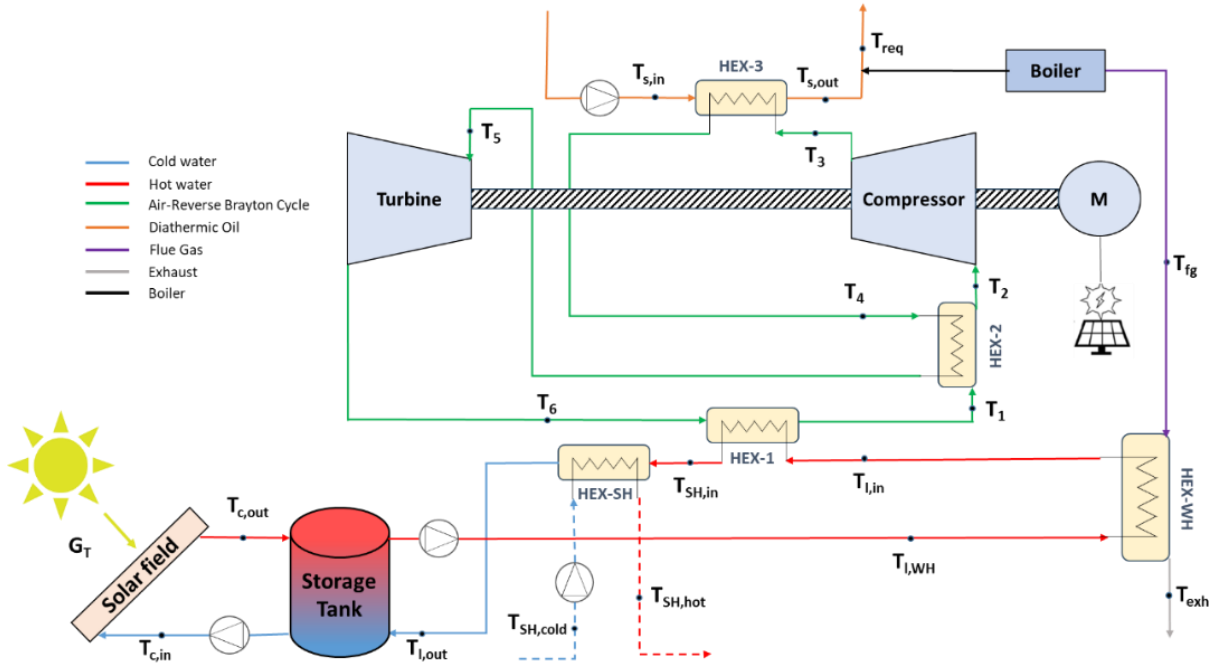 HEX-3
T_req
Boiler
T_s,in
T_s,out
T_5
T_3
Cold water
Hot water
Air-Reverse Brayton Cycle
Diathermic Oil
Flue Gas
Exhaust
Boiler
Turbine
Compressor
M
T_2
T_fg
T_4
HEX-2
T_6
T_1
HEX-1
T_l,in
HEX-WH
HEX-SH
T_SH,in
T_c,out
G_T
Solar field
Storage
Tank
T_l,WH
T_SH,hot
T_exh
T_SH,cold
T_c,in
T_l,out